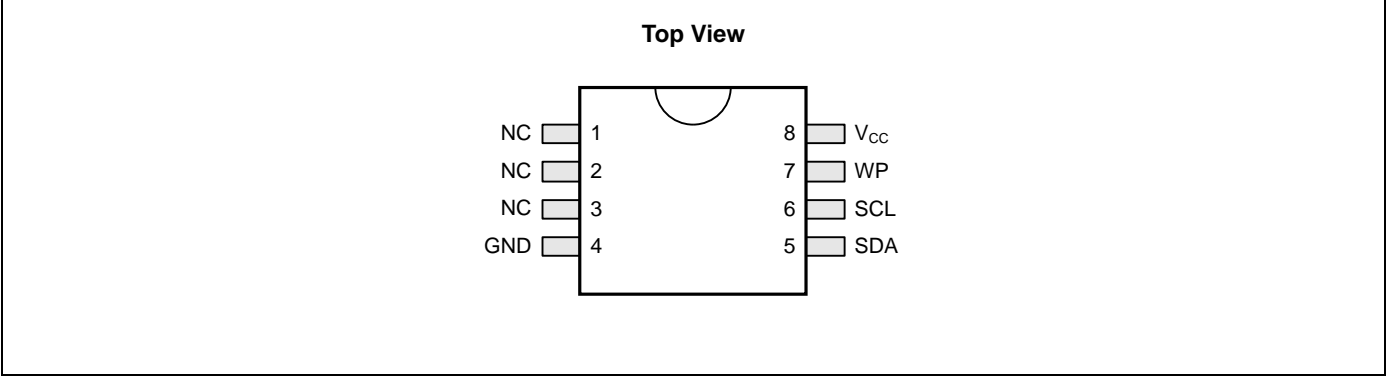 Top View
NC 1 8 VCC
NC 2 7 WP
NC 3 6 SCL
GND 4 5 SDA